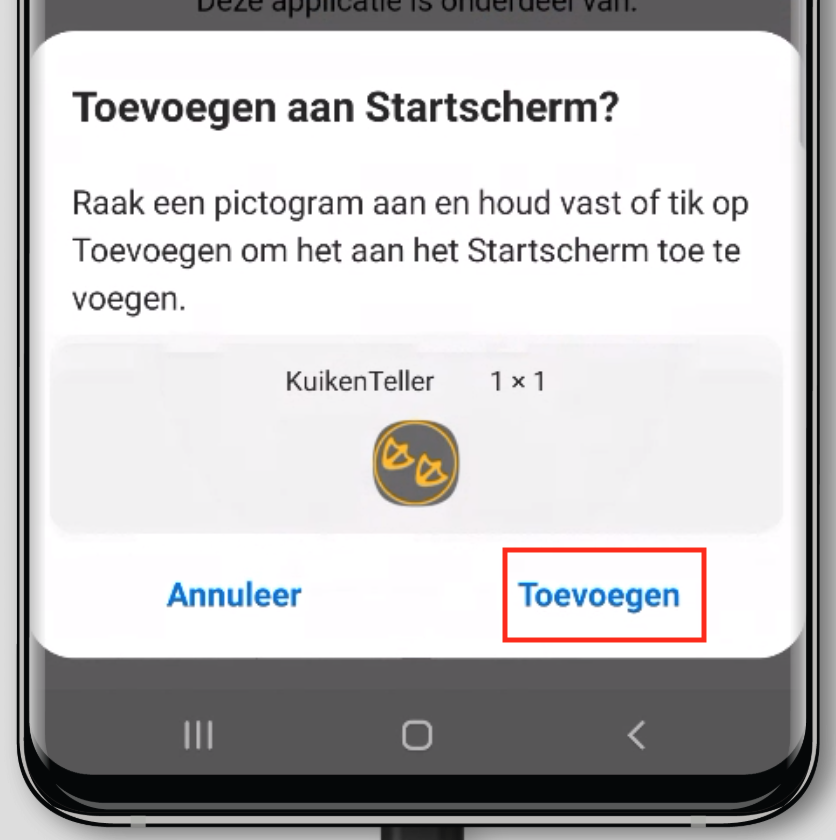 Deze applicatie is onderdeel van:
Toevoegen aan Startscherm?
Raak een pictogram aan en houd vast of tik op
Toevoegen om het aan het Startscherm toe te
voegen.
KuikenTeller 1 × 1
Annuleer Toevoegen